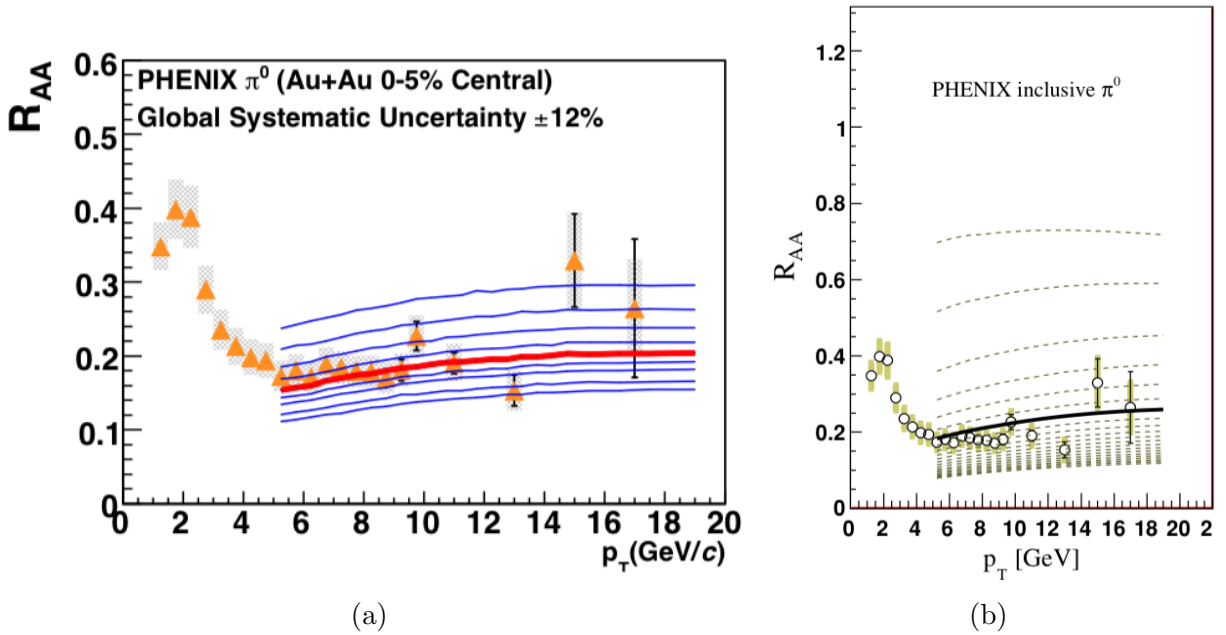 PHENIX π⁰ (Au+Au 0-5% Central)
Global Systematic Uncertainty ±12%
R_AA
0.6
0.5
0.4
0.3
0.2
0.1
0
0 2 4 6 8 10 12 14 16 18 20
p_T(GeV/c)
(a)
PHENIX inclusive π⁰
R_AA
1.2
1
0.8
0.6
0.4
0.2
0
0 2 4 6 8 10 12 14 16 18 20 2
p_T [GeV]
(b)